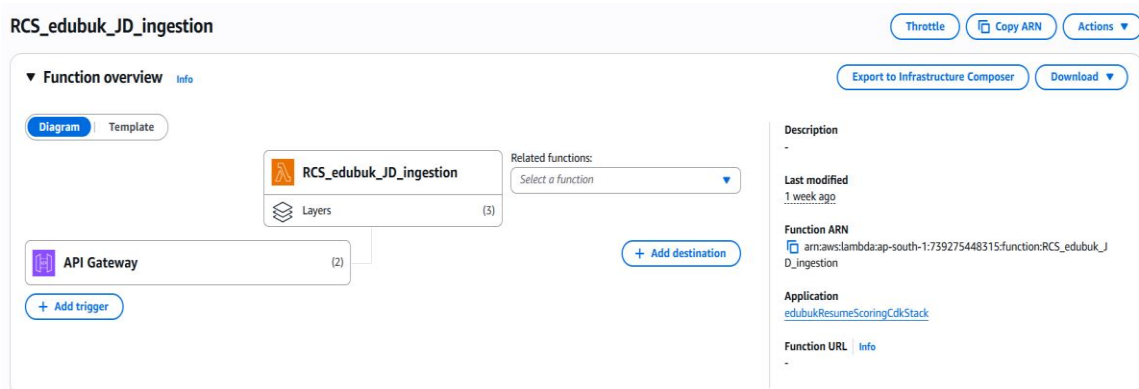 RCS_edubuk_JD_ingestion
Throttle
Copy ARN
Actions
Function overview Info
Export to Infrastructure Composer
Download
Diagram
Template
RCS_edubuk_JD_ingestion
Layers (3)
Related functions:
Select a function
API Gateway (2)
+ Add trigger
+ Add destination
Description
-
Last modified
1 week ago
Function ARN
arn:aws:lambda:ap-south-1:739275448315:function:RCS_edubuk_J
D_ingestion
Application
edubukResumeScoringCdkStack
Function URL Info
-